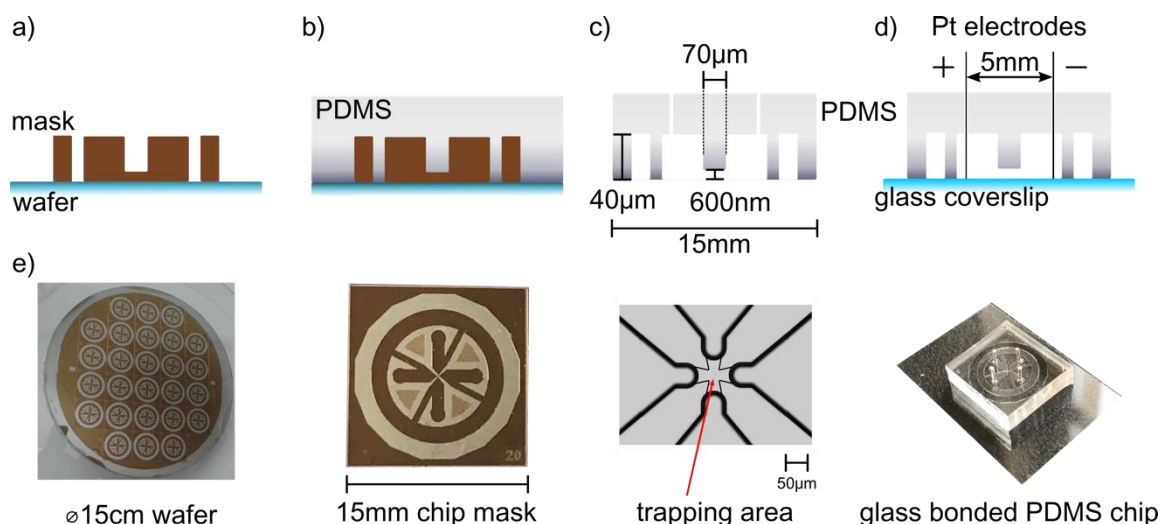 a)
mask
wafer
b)
PDMS
c)
70µm
PDMS
40µm
600nm
15mm
d)
Pt electrodes
+ 5mm −
glass coverslip
e)
⌀15cm wafer
20
15mm chip mask
50µm
trapping area
glass bonded PDMS chip